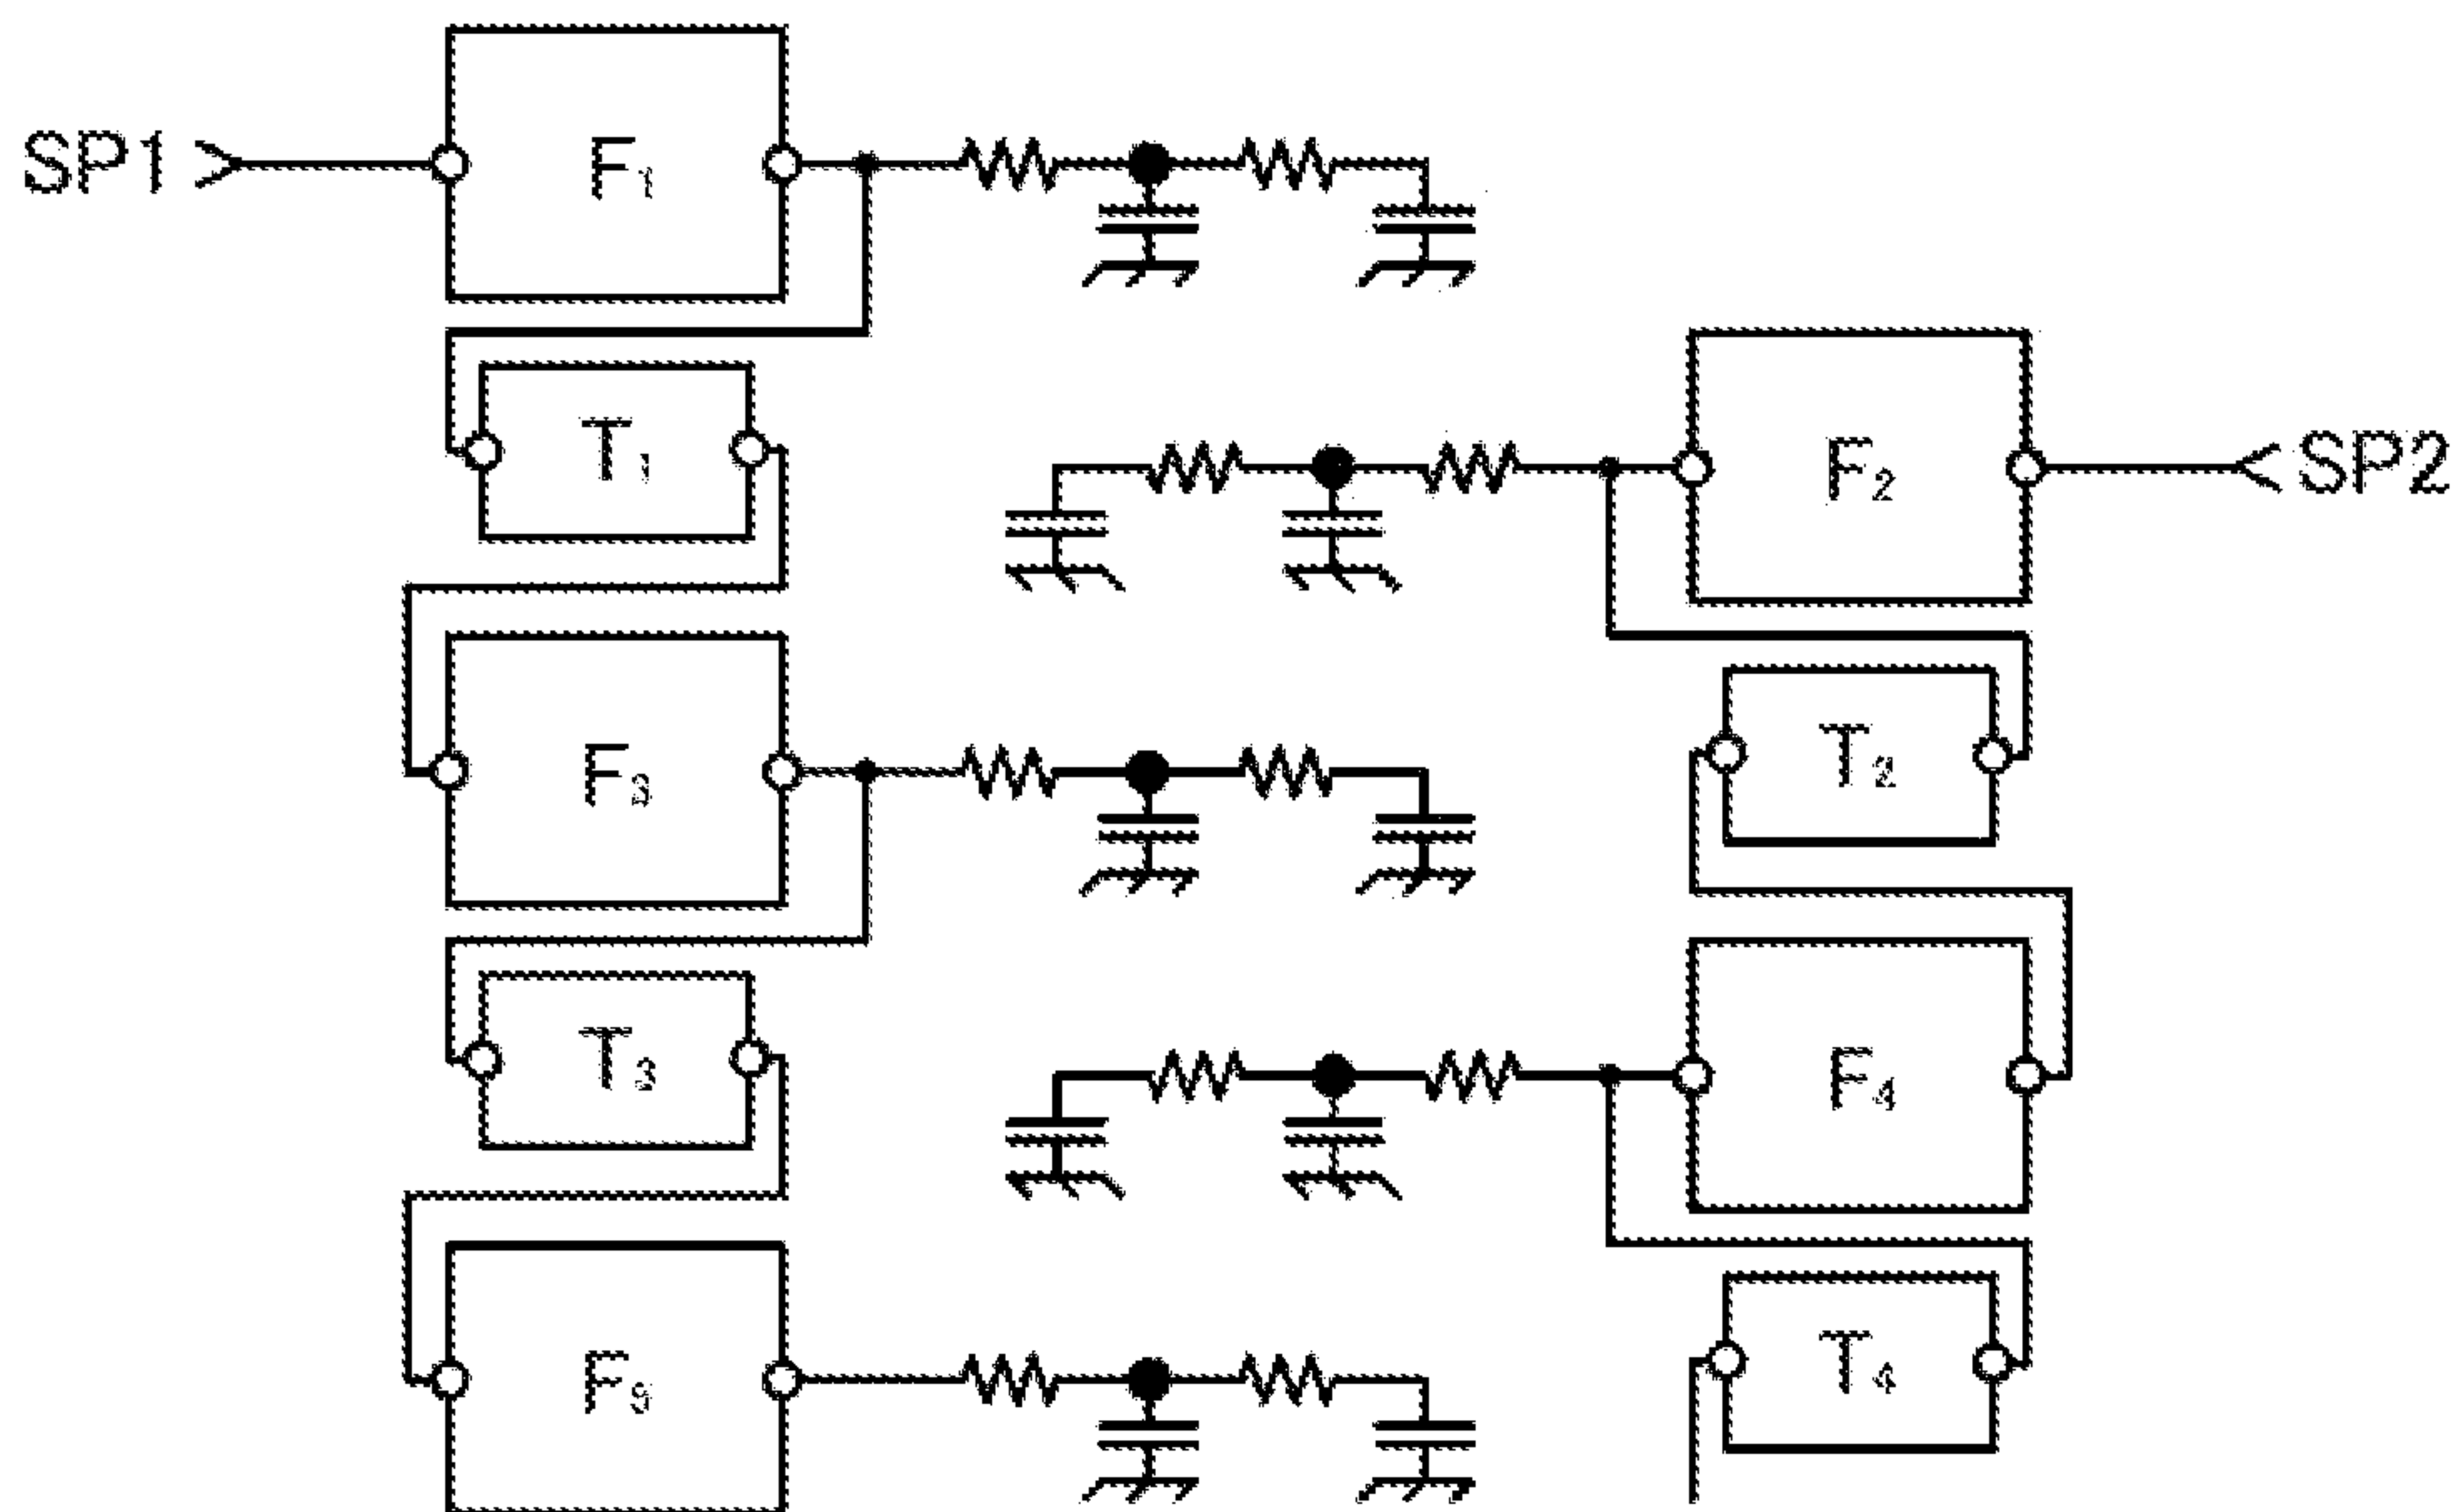 SP1
F₁
T₁
F₂
SP2
F₃
T₂
T₃
F₄
F₅
T₄